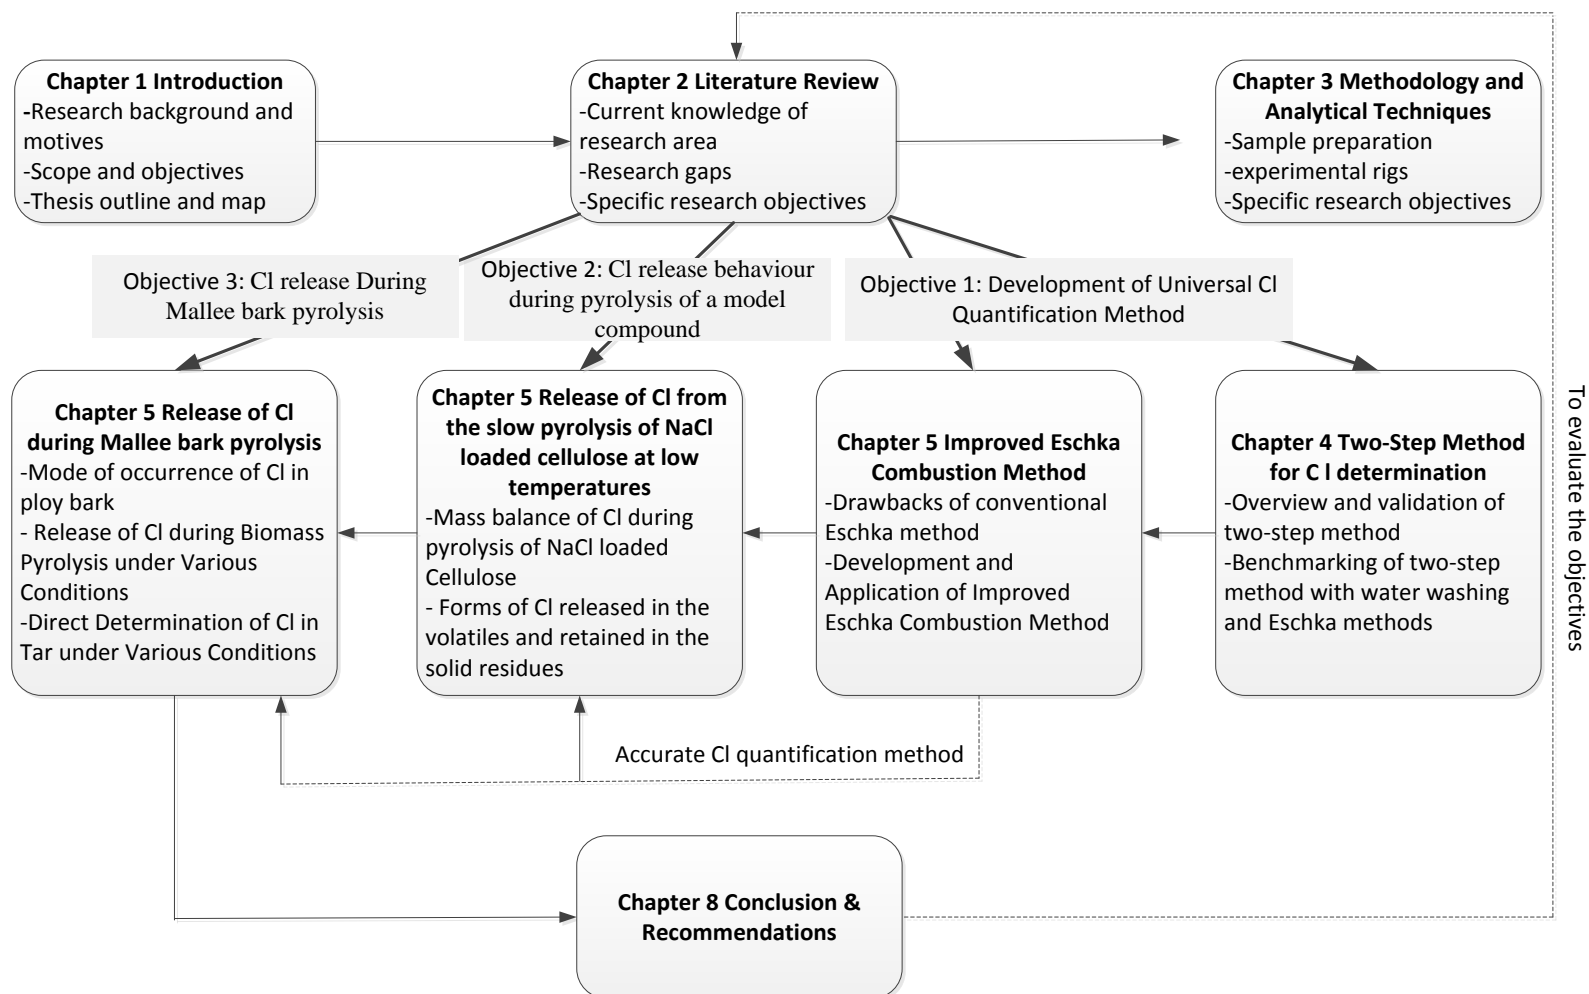 Chapter 1 Introduction
-Research background and
motives
-Scope and objectives
-Thesis outline and map
Chapter 2 Literature Review
-Current knowledge of
research area
-Research gaps
-Specific research objectives
Chapter 3 Methodology and
Analytical Techniques
-Sample preparation
-experimental rigs
-Specific research objectives
Objective 3: Cl release During
Mallee bark pyrolysis
Objective 2: Cl release behaviour
during pyrolysis of a model
compound
Objective 1: Development of Universal Cl
Quantification Method
Chapter 5 Release of Cl
during Mallee bark pyrolysis
-Mode of occurrence of Cl in
ploy bark
- Release of Cl during Biomass
Pyrolysis under Various
Conditions
-Direct Determination of Cl in
Tar under Various Conditions
Chapter 5 Release of Cl from
the slow pyrolysis of NaCl
loaded cellulose at low
temperatures
-Mass balance of Cl during
pyrolysis of NaCl loaded
Cellulose
- Forms of Cl released in the
volatiles and retained in the
solid residues
Chapter 5 Improved Eschka
Combustion Method
-Drawbacks of conventional
Eschka method
-Development and
Application of Improved
Eschka Combustion Method
Chapter 4 Two-Step Method
for C l determination
-Overview and validation of
two-step method
-Benchmarking of two-step
method with water washing
and Eschka methods
To evaluate the objectives
Accurate Cl quantification method
Chapter 8 Conclusion &
Recommendations